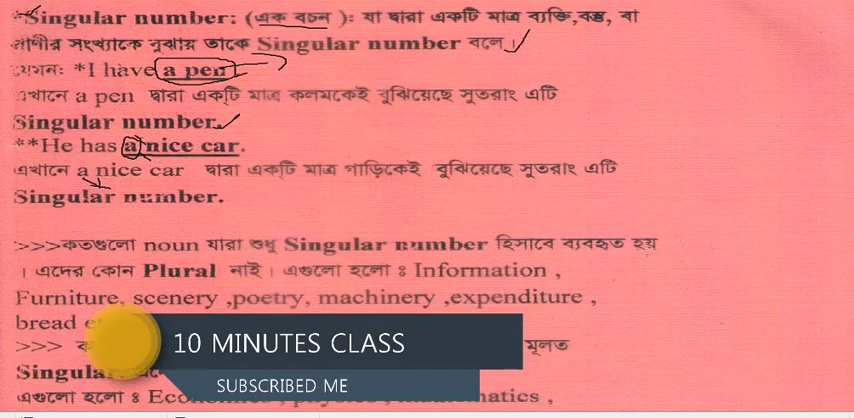 *Singular number: (এক বচন ): যা দ্বারা একটি মাত্র ব্যক্তি,বস্তু, বা
প্রাণীর সংখ্যাকে বুঝায় তাকে Singular number বলে।
যেমনঃ *I have a pen.
এখানে a pen দ্বারা একটি মাত্র কলমকেই বুঝিয়েছে সুতরাং এটি
Singular number.
**He has a nice car.
এখানে a nice car দ্বারা একটি মাত্র গাড়িকেই বুঝিয়েছে সুতরাং এটি
Singular number.
>>>কতগুলো noun যারা শুধু Singular number হিসাবে ব্যবহৃত হয়
। এদের কোন Plural নাই। এগুলো হলো ঃ Information ,
Furniture, scenery ,poetry, machinery ,expenditure ,
bread
>>> মূলত
Singular
এগুলো হলো ঃ
10 MINUTES CLASS
SUBSCRIBED ME